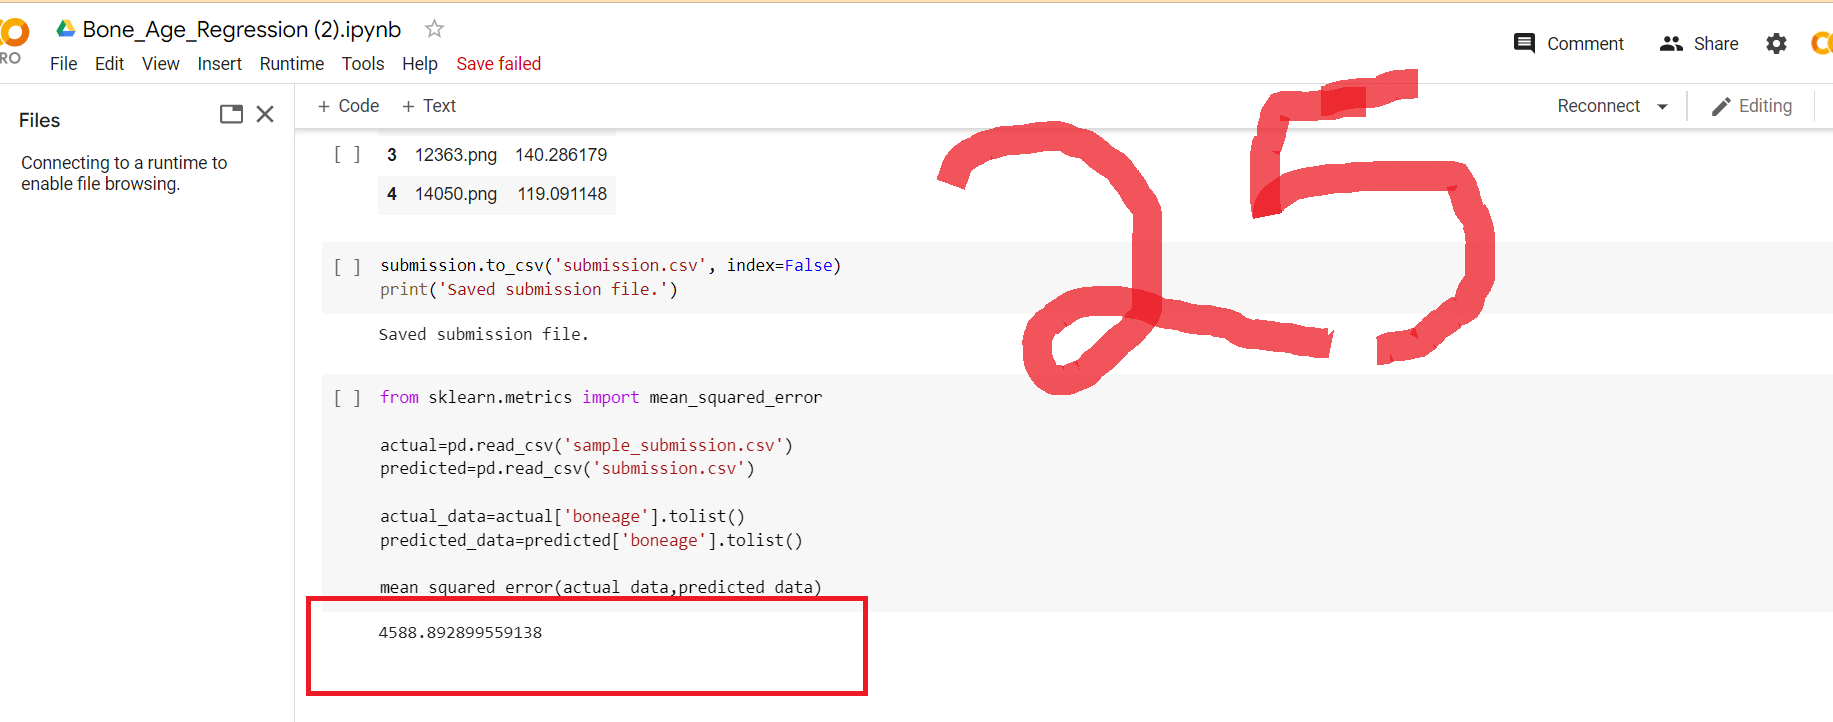 Bone_Age_Regression (2).ipynb
RO
File Edit View Insert Runtime Tools Help Save failed
Comment Share
Files
+ Code + Text
Reconnect Editing
Connecting to a runtime to
enable file browsing.
[ ] 3 12363.png 140.286179
4 14050.png 119.091148
25
[ ] submission.to_csv('submission.csv', index=False)
print('Saved submission file.')
Saved submission file.
[ ] from sklearn.metrics import mean_squared_error
actual=pd.read_csv('sample_submission.csv')
predicted=pd.read_csv('submission.csv')
actual_data=actual['boneage'].tolist()
predicted_data=predicted['boneage'].tolist()
mean_squared_error(actual_data,predicted_data)
4588.892899559138